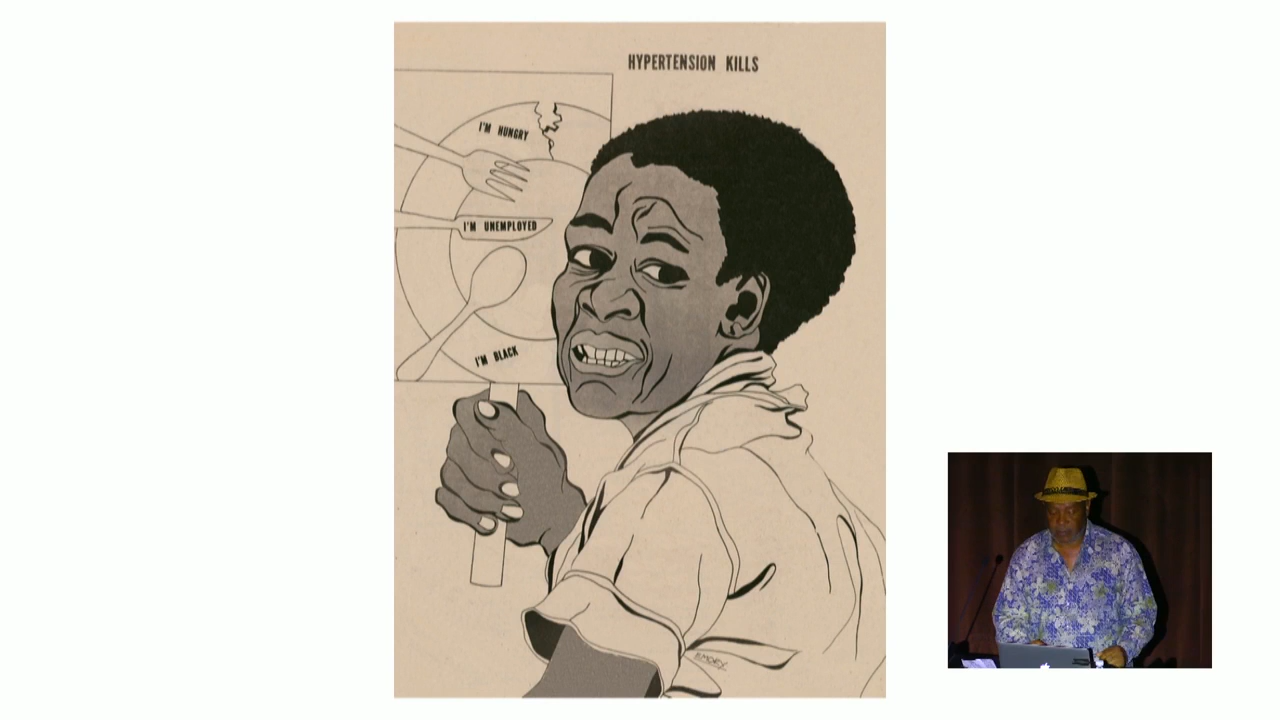 HYPERTENSION KILLS
I'M HUNGRY
I'M UNEMPLOYED
I'M BLACK
EMORY